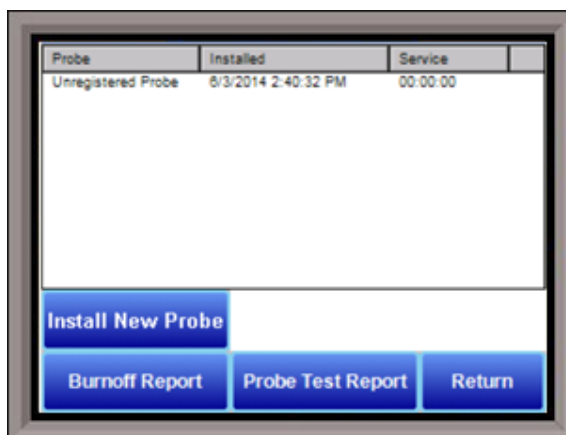 Probe Installed Service
Unregistered Probe 6/3/2014 2:40:32 PM 00:00:00
Install New Probe
Burnoff Report Probe Test Report Return